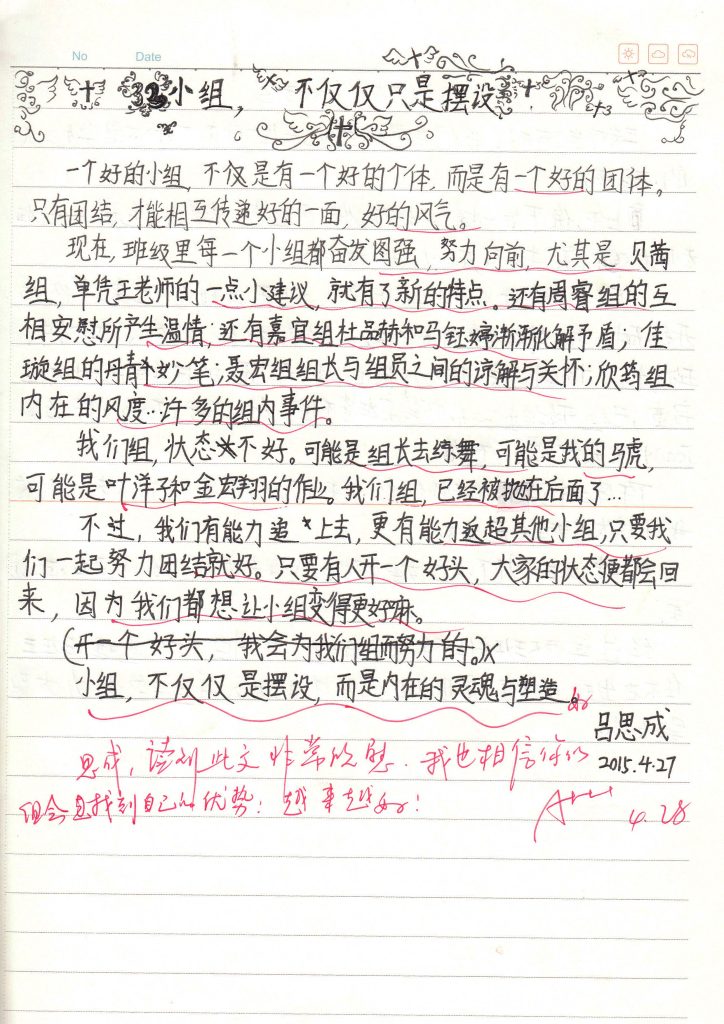 No Date
小组， 不仅仅只是摆设
一个好的小组，不仅是有一个好的个体，而是有一个好的团体。
只有团结，才能相互传递好的一面，好的风气。
现在，班级里每一个小组都奋发图强，努力向前，尤其是贝茜
组，单凭王老师的一点小建议，就有了新的特点。还有周睿组的互
相安慰所产生温情；还有嘉宜组杜品赫和马钰婷渐渐化解矛盾；佳
璇组的丹青妙笔；聂宏组组长与组员之间的谅解与关怀；欣筠组
内在的风度…许多的组内事件。
我们组，状态不好。可能是组长去练舞，可能是我的马虎，
可能是叶洋子和金宏翔的作业。我们组，已经被抛在后面了…
不过，我们有能力追上去，更有能力返超其他小组，只要我
们一起努力团结就好。只要有人开一个好头，大家的状态便都会回
来，因为我们都想让小组变得更好嘛。
(开一个好头，我会为我们组而努力的。)
小组，不仅仅是摆设，而是内在的灵魂与塑造。
好
吕思成
2015.4.27
思成，读到此文非常欣慰．我也相信你们
组会找到自己的优势！越来越好！
4.28